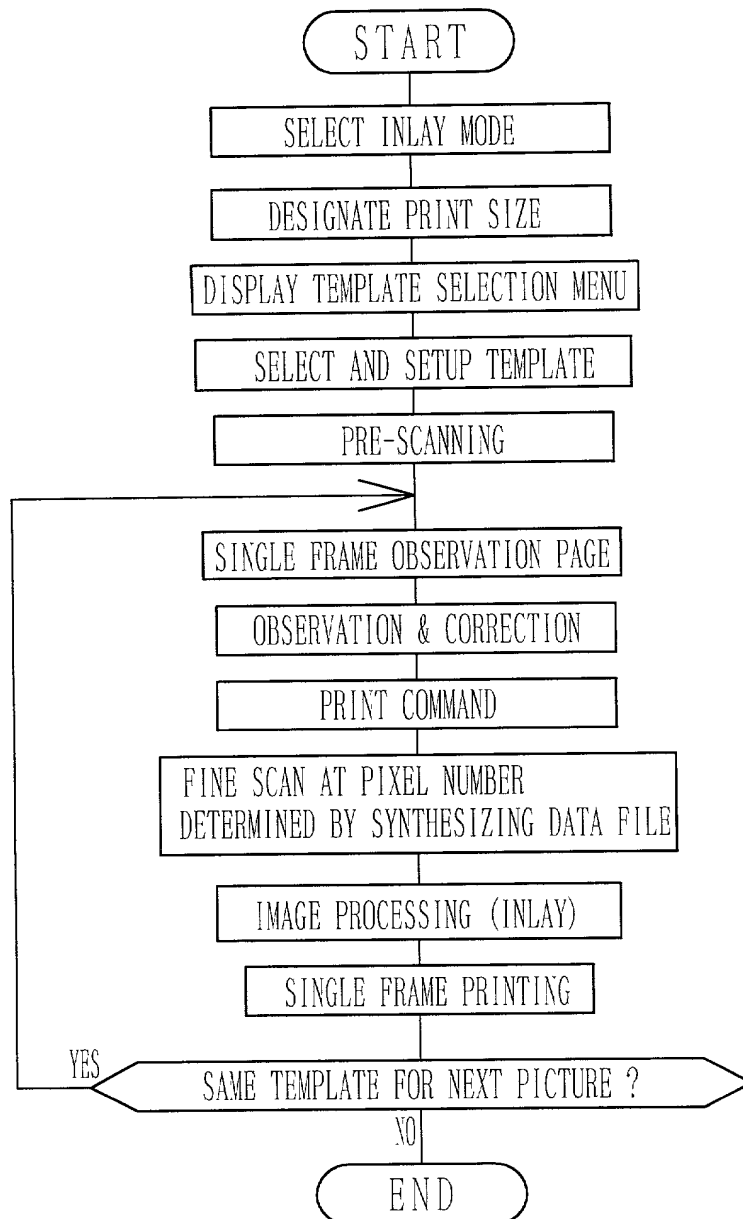 START
SELECT INLAY MODE
DESIGNATE PRINT SIZE
DISPLAY TEMPLATE SELECTION MENU
SELECT AND SETUP TEMPLATE
PRE-SCANNING
SINGLE FRAME OBSERVATION PAGE
OBSERVATION & CORRECTION
PRINT COMMAND
FINE SCAN AT PIXEL NUMBER
DETERMINED BY SYNTHESIZING DATA FILE
IMAGE PROCESSING (INLAY)
SINGLE FRAME PRINTING
YES
SAME TEMPLATE FOR NEXT PICTURE ?
NO
END